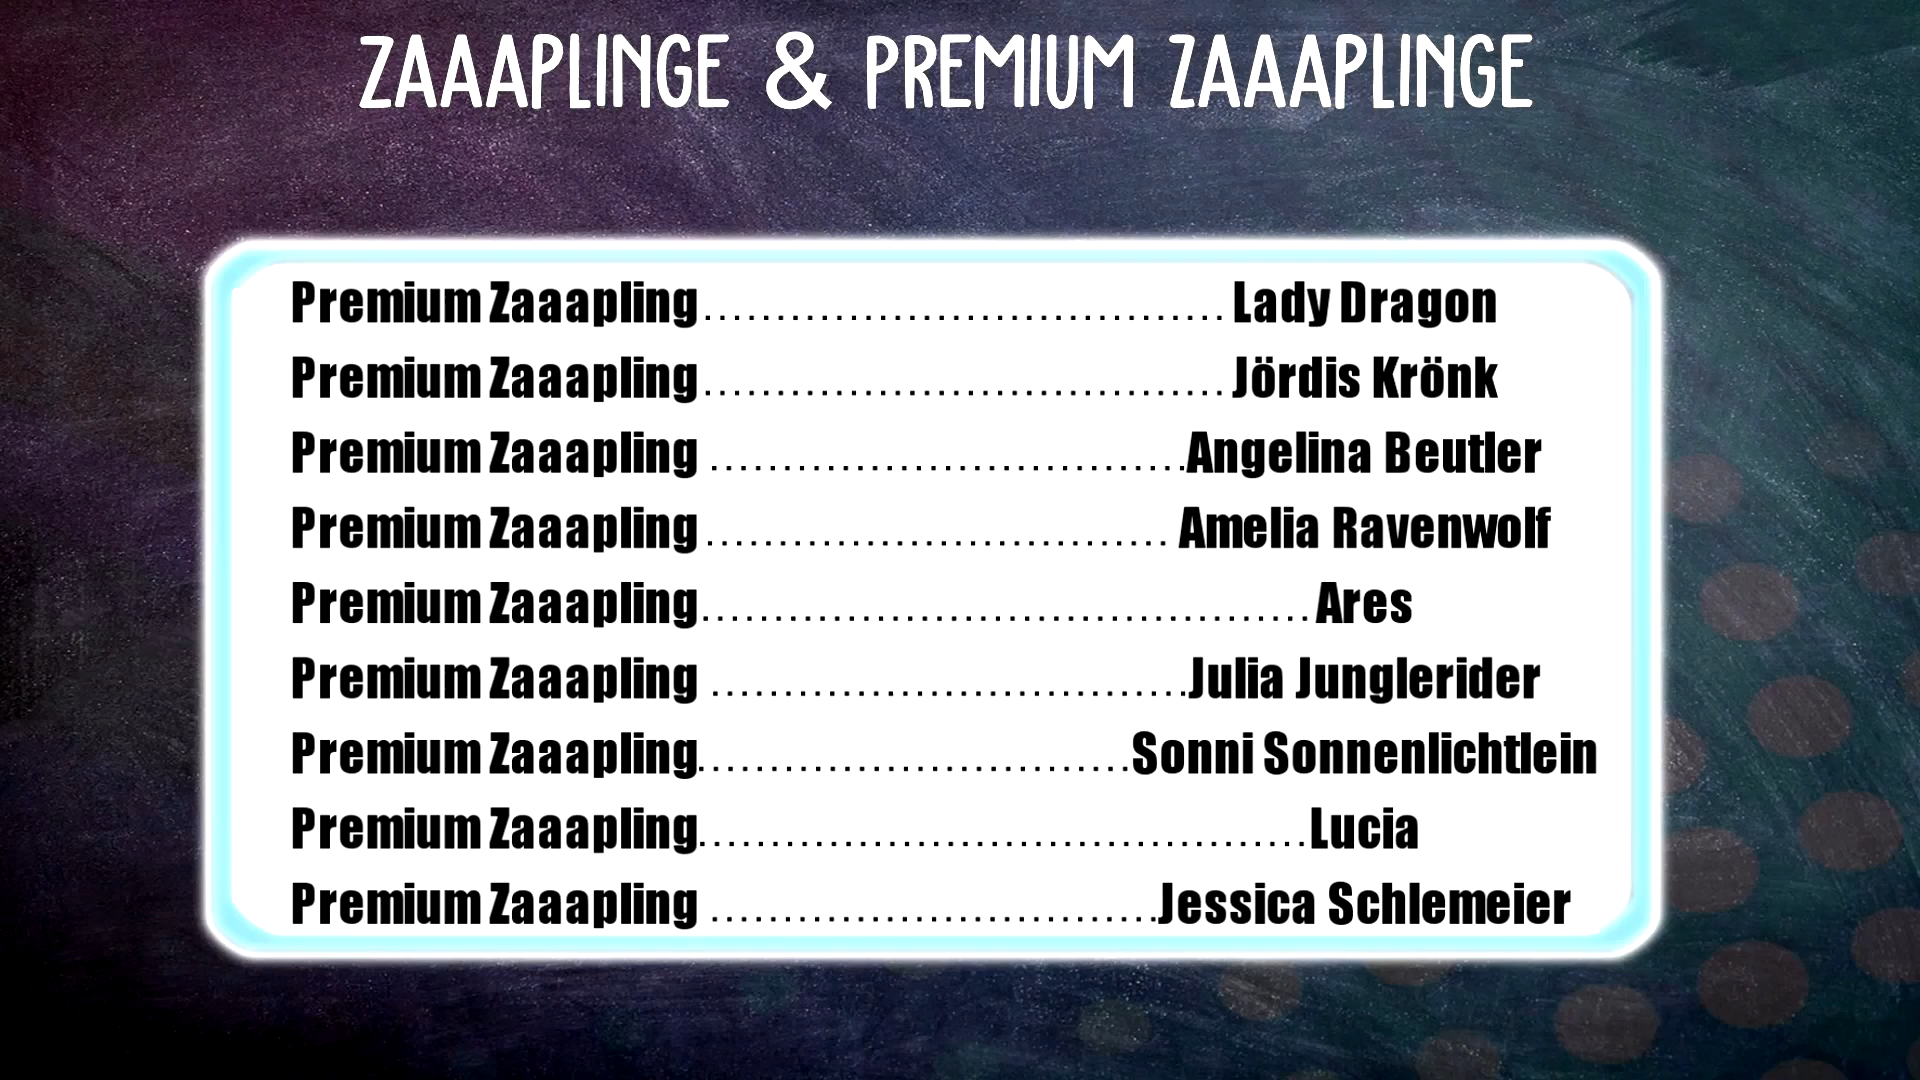 ZAAAPLINGE & PREMIUM ZAAAPLINGE
Premium Zaaapling.................................... Lady Dragon
Premium Zaaapling.................................... Jördis Krönk
Premium Zaaapling .................................Angelina Beutler
Premium Zaaapling ................................ Amelia Ravenwolf
Premium Zaaapling.......................................... Ares
Premium Zaaapling .................................Julia Junglerider
Premium Zaaapling..............................Sonni Sonnenlichtlein
Premium Zaaapling..........................................Lucia
Premium Zaaapling ...............................Jessica Schlemeier